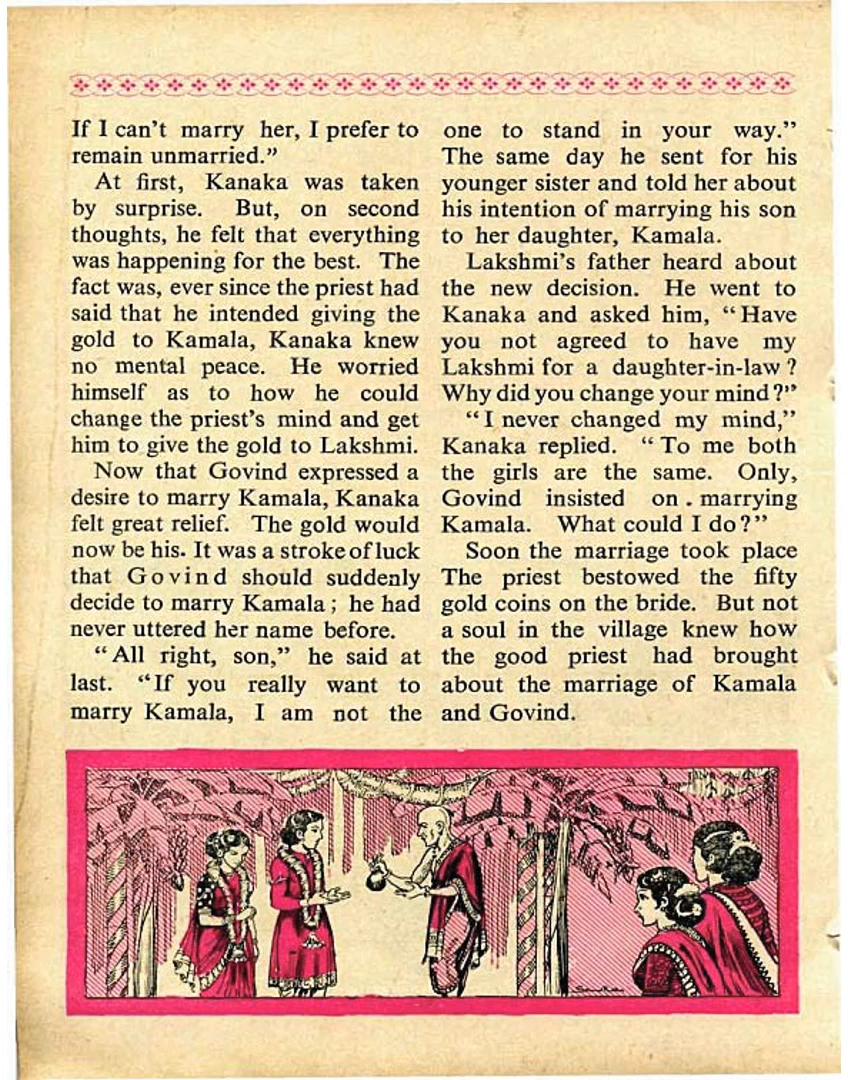 If I can't marry her, I prefer to
remain unmarried."
At first, Kanaka was taken
by surprise. But, on second
thoughts, he felt that everything
was happening for the best. The
fact was, ever since the priest had
said that he intended giving the
gold to Kamala, Kanaka knew
no mental peace. He worried
himself as to how he could
change the priest's mind and get
him to give the gold to Lakshmi.
Now that Govind expressed a
desire to marry Kamala, Kanaka
felt great relief. The gold would
now be his. It was a stroke of luck
that Govind should suddenly
decide to marry Kamala; he had
never uttered her name before.
"All right, son," he said at
last. "If you really want to
marry Kamala, I am not the
one to stand in your way."
The same day he sent for his
younger sister and told her about
his intention of marrying his son
to her daughter, Kamala.
Lakshmi's father heard about
the new decision. He went to
Kanaka and asked him, "Have
you not agreed to have my
Lakshmi for a daughter-in-law?
Why did you change your mind?"
"I never changed my mind,"
Kanaka replied. "To me both
the girls are the same. Only,
Govind insisted on . marrying
Kamala. What could I do?"
Soon the marriage took place
The priest bestowed the fifty
gold coins on the bride. But not
a soul in the village knew how
the good priest had brought
about the marriage of Kamala
and Govind.